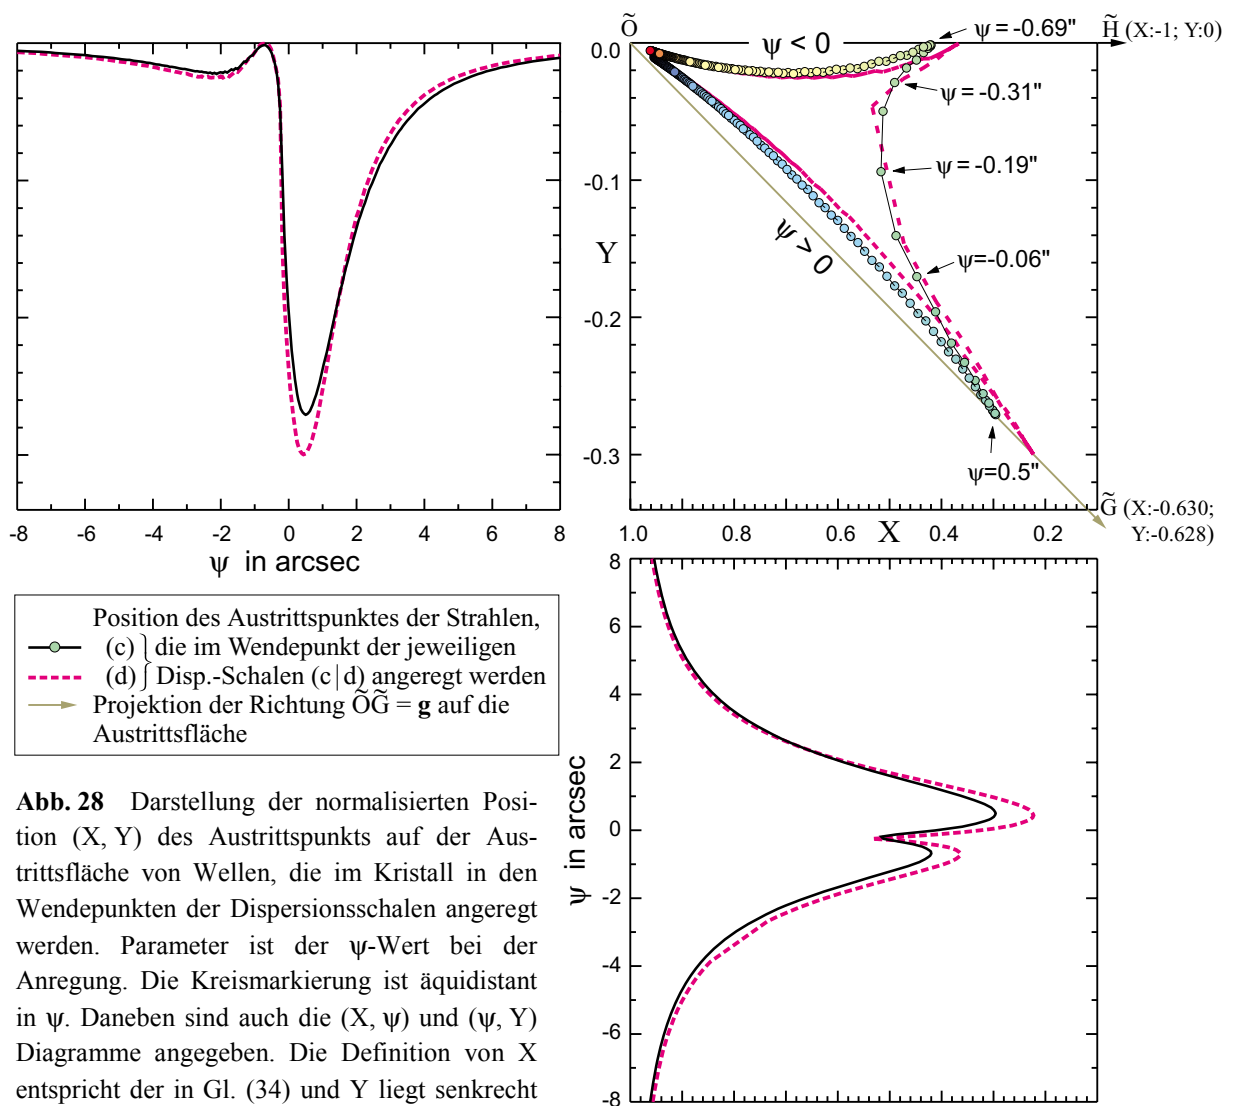 Õ
H̃ (X:-1; Y:0)
ψ = -0.69"
ψ < 0
0.0
ψ = -0.31"
-0.1
ψ = -0.19"
Y
ψ > 0
ψ=-0.06"
-0.2
-0.3
ψ=0.5"
G̃ (X:-0.630;
Y:-0.628)
1.0 0.8 0.6 X 0.4 0.2
-8 -6 -4 -2 0 2 4 6 8
ψ in arcsec
8
6
4
2
0
-2
-4
-6
-8
ψ in arcsec
Position des Austrittspunktes der Strahlen,
(c) } die im Wendepunkt der jeweiligen
(d) } Disp.-Schalen (c|d) angeregt werden
Projektion der Richtung ÕG̃ = g auf die
Austrittsfläche
Abb. 28 Darstellung der normalisierten Posi-
tion (X, Y) des Austrittspunkts auf der Aus-
trittsfläche von Wellen, die im Kristall in den
Wendepunkten der Dispersionsschalen angeregt
werden. Parameter ist der ψ-Wert bei der
Anregung. Die Kreismarkierung ist äquidistant
in ψ. Daneben sind auch die (X, ψ) und (ψ, Y)
Diagramme angegeben. Die Definition von X
entspricht der in Gl. (34) und Y liegt senkrecht